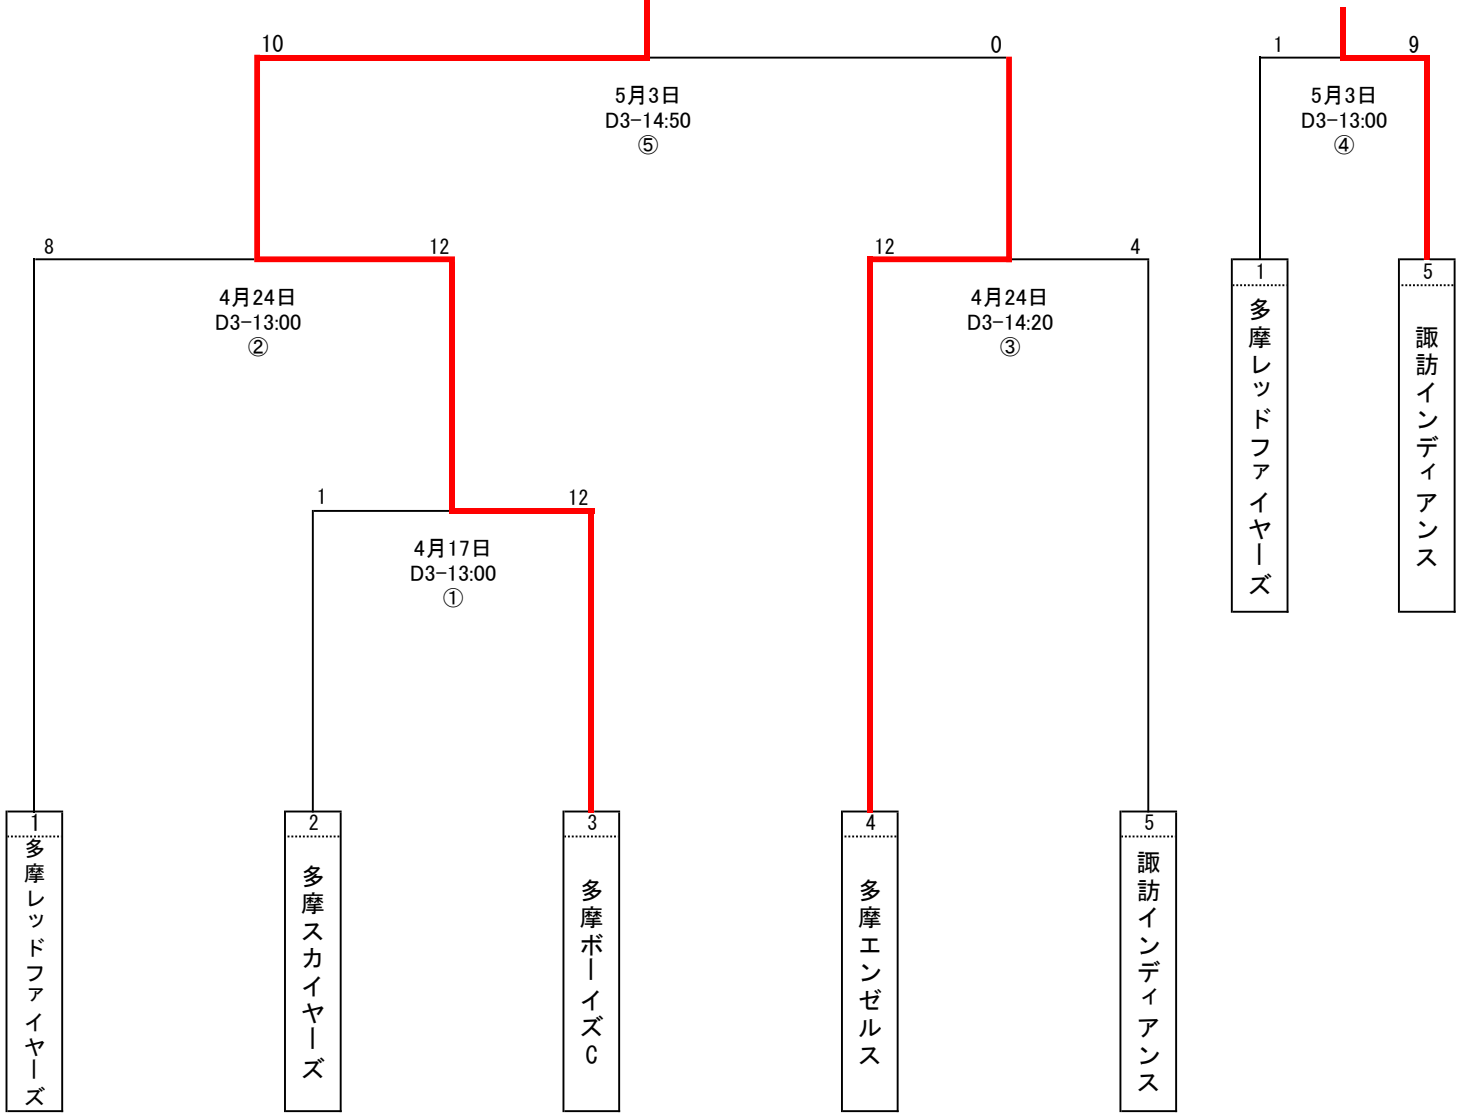 10
0
1
9
5月3日
D3-14:50
⑤
5月3日
D3-13:00
④
8
12
12
4
4月24日
D3-13:00
②
4月24日
D3-14:20
③
1
多摩レッドファイヤーズ
5
諏訪インディアンス
1
12
4月17日
D3-13:00
①
1
多摩レッドファイヤーズ
2
多摩スカイヤーズ
3
多摩ボーイズC
4
多摩エンゼルス
5
諏訪インディアンス